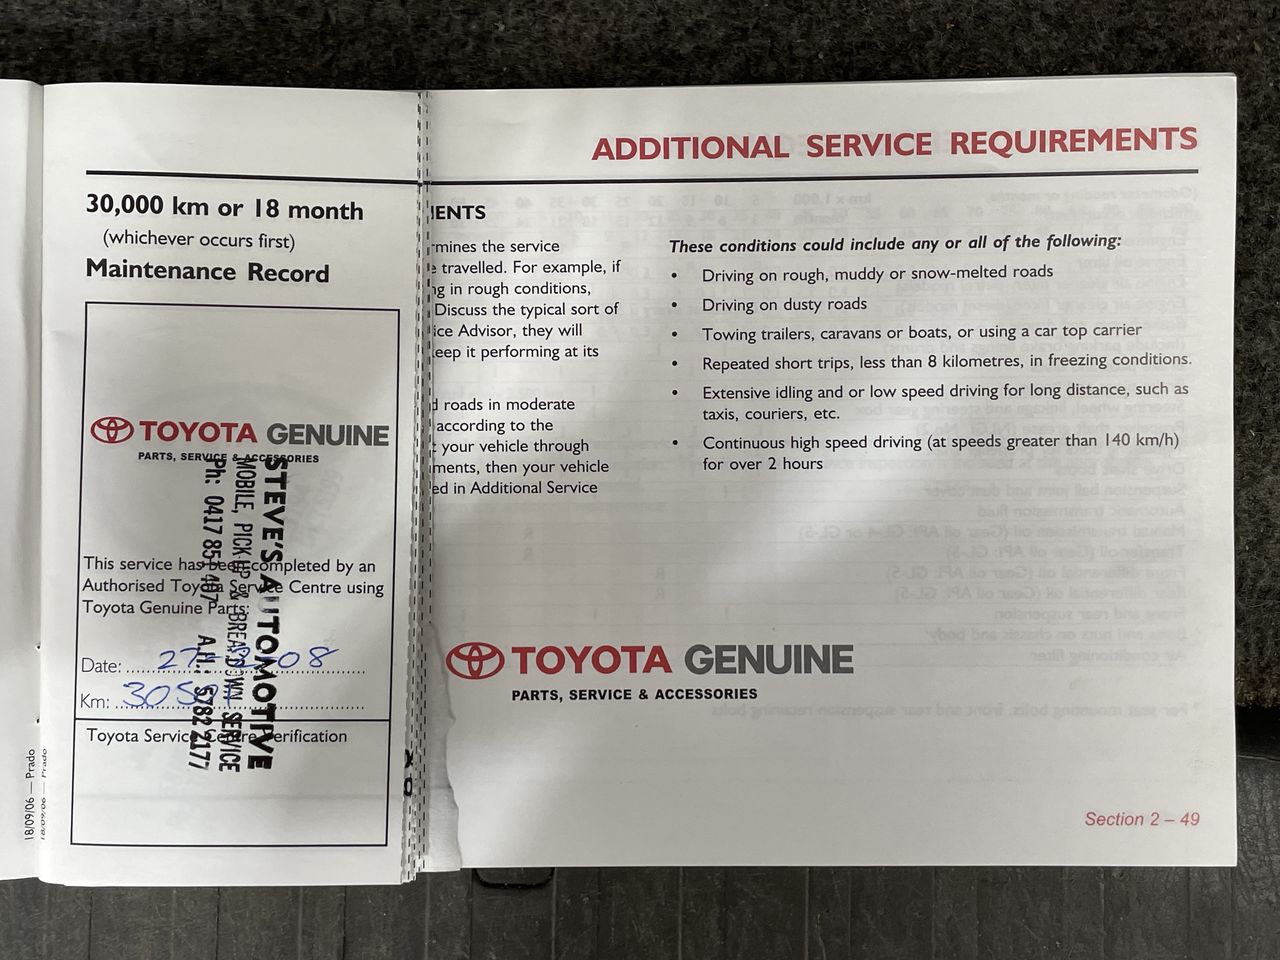 30,000 km or 18 month
(whichever occurs first)
Maintenance Record
TOYOTA GENUINE
PARTS, SERVICE & ACCESSORIES
STEVE'S AUTOMOTIVE
MOBILE, PICK-UP & BREAKDOWN SERVICE
Ph: 0417 851 407 A.H.: 5782 2177
This service has been completed by an
Authorised Toyota Service Centre using
Toyota Genuine Parts:
Date:
Km:
Toyota Service Centre Verification
18/09/06 — Prado
18/09/06 — Prado
ADDITIONAL SERVICE REQUIREMENTS
MENTS
rmines the service
travelled. For example, if
ng in rough conditions,
Discuss the typical sort of
ice Advisor, they will
eep it performing at its
d roads in moderate
according to the
t your vehicle through
ments, then your vehicle
ed in Additional Service
These conditions could include any or all of the following:
• Driving on rough, muddy or snow-melted roads
• Driving on dusty roads
• Towing trailers, caravans or boats, or using a car top carrier
• Repeated short trips, less than 8 kilometres, in freezing conditions.
• Extensive idling and or low speed driving for long distance, such as
taxis, couriers, etc.
• Continuous high speed driving (at speeds greater than 140 km/h)
for over 2 hours
TOYOTA GENUINE
PARTS, SERVICE & ACCESSORIES
Section 2 – 49